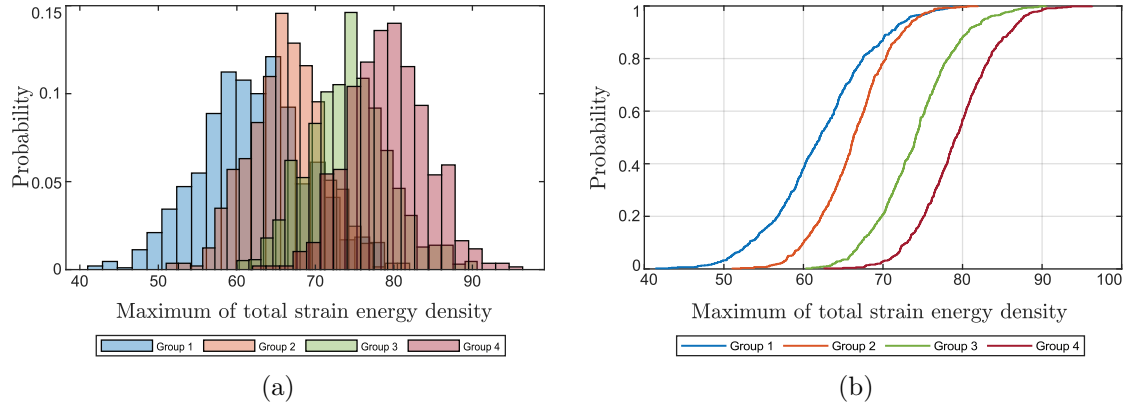 0.15
0.1
0.05
0
Probability
40 50 60 70 80 90
Maximum of total strain energy density
Group 1 Group 2 Group 3 Group 4
(a)
1
0.8
0.6
0.4
0.2
0
Probability
40 50 60 70 80 90 100
Maximum of total strain energy density
Group 1 Group 2 Group 3 Group 4
(b)